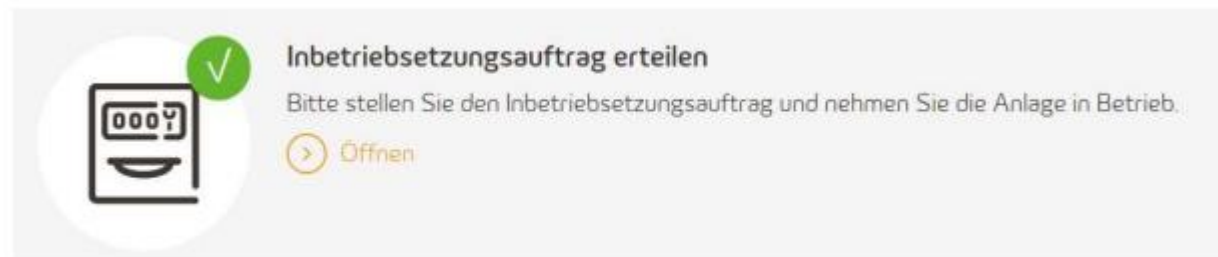 Inbetriebsetzungsauftrag erteilen
Bitte stellen Sie den Inbetriebsetzungsauftrag und nehmen Sie die Anlage in Betrieb.
Öffnen